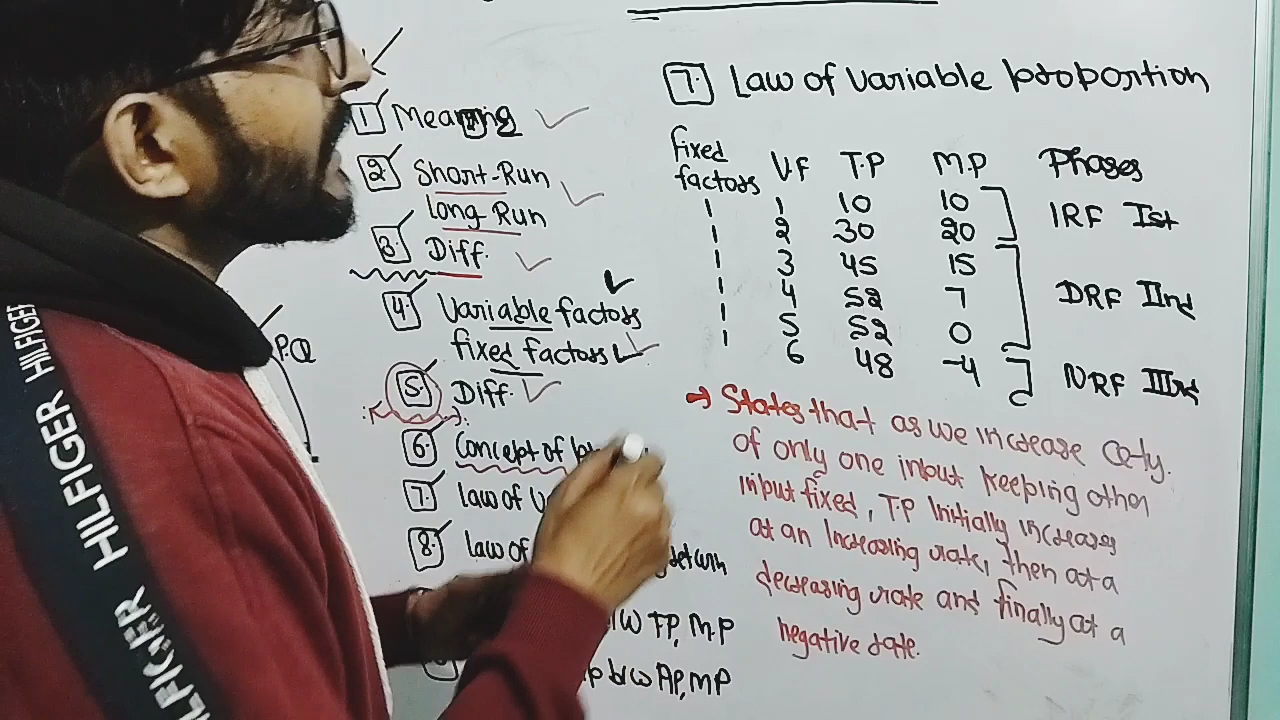 1 Meaning
2. Short-Run
long-Run
3. Diff.
4. Variable factors
fixed factors
5. Diff.
6. Concept of
7. law of
8. law of
TP, M.P
b/w AP, MP
P.Q
7. Law of Variable proportion
fixed factors V.F T.P M.P Phases
1 1 10 10 IRF Ist
1 2 30 20
1 3 45 15
1 4 52 7 DRF IInd
1 5 52 0
1 6 48 -4 NRF IIIrd
→ States that as we increase Qty.
of only one input keeping other
input fixed, T.P Initially increases
at an Increasing rate, then at a
decreasing rate and finally at a
negative rate.
HILFIGER HILFIGER HILFIGER